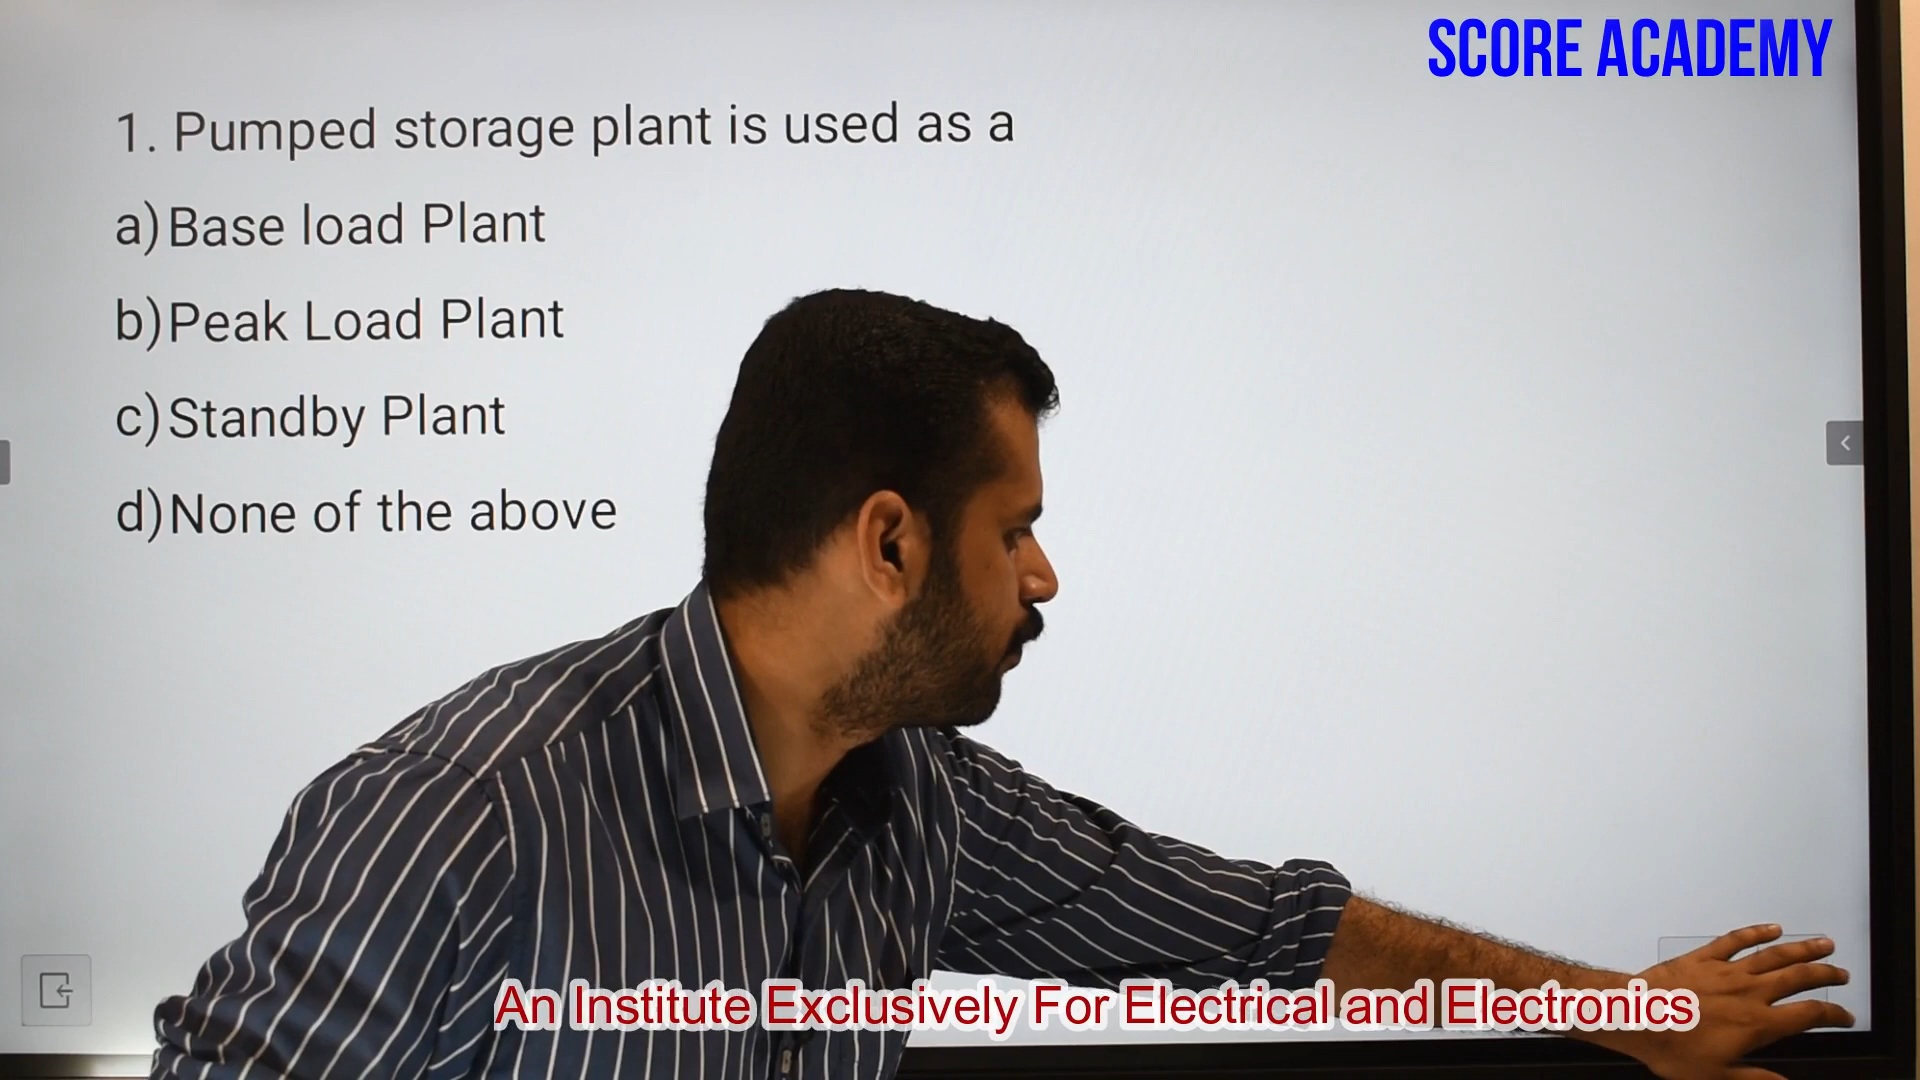 SCORE ACADEMY
1. Pumped storage plant is used as a
a) Base load Plant
b) Peak Load Plant
c) Standby Plant
d) None of the above
An Institute Exclusively For Electrical and Electronics